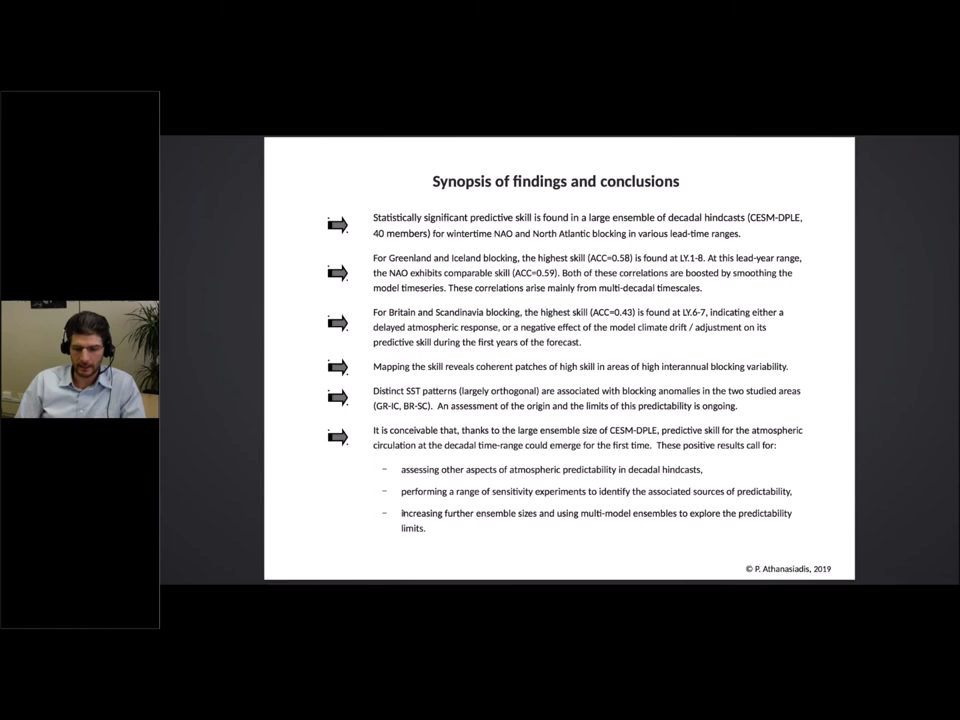 Synopsis of findings and conclusions
Statistically significant predictive skill is found in a large ensemble of decadal hindcasts (CESM-DPLE,
40 members) for wintertime NAO and North Atlantic blocking in various lead-time ranges.
For Greenland and Iceland blocking, the highest skill (ACC=0.58) is found at LY.1-8. At this lead-year range,
the NAO exhibits comparable skill (ACC=0.59). Both of these correlations are boosted by smoothing the
model timeseries. These correlations arise mainly from multi-decadal timescales.
For Britain and Scandinavia blocking, the highest skill (ACC=0.43) is found at LY.6-7, indicating either a
delayed atmospheric response, or a negative effect of the model climate drift / adjustment on its
predictive skill during the first years of the forecast.
Mapping the skill reveals coherent patches of high skill in areas of high interannual blocking variability.
Distinct SST patterns (largely orthogonal) are associated with blocking anomalies in the two studied areas
(GR-IC, BR-SC). An assessment of the origin and the limits of this predictability is ongoing.
It is conceivable that, thanks to the large ensemble size of CESM-DPLE, predictive skill for the atmospheric
circulation at the decadal time-range could emerge for the first time. These positive results call for:
– assessing other aspects of atmospheric predictability in decadal hindcasts,
– performing a range of sensitivity experiments to identify the associated sources of predictability,
– increasing further ensemble sizes and using multi-model ensembles to explore the predictability
limits.
© P. Athanasiadis, 2019